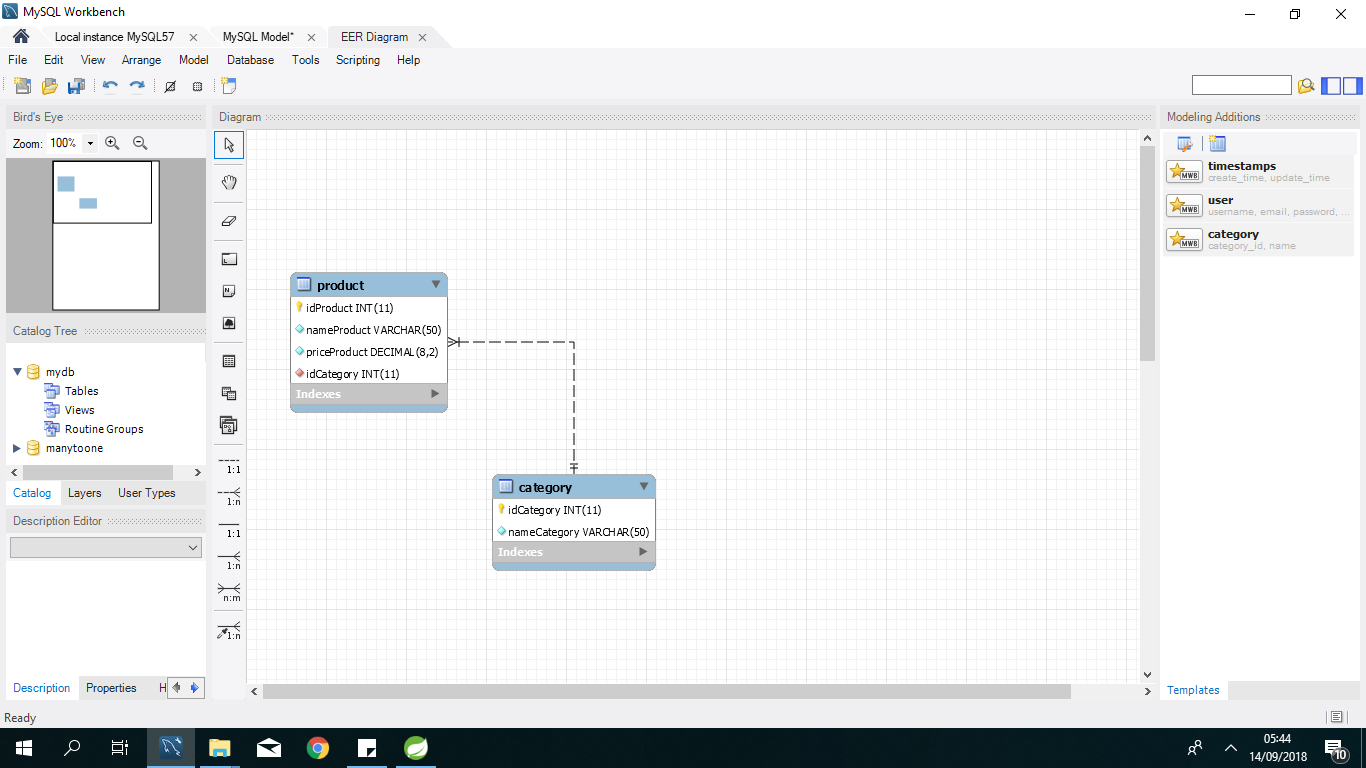 MySQL Workbench
Local instance MySQL57
MySQL Model*
EER Diagram
File Edit View Arrange Model Database Tools Scripting Help
Bird's Eye
Zoom: 100%
Catalog Tree
mydb
Tables
Views
Routine Groups
manytoone
Catalog Layers User Types
Description Editor
Description Properties H
Diagram
1:1
1:n
1:1
1:n
n:m
1:n
product
idProduct INT(11)
nameProduct VARCHAR(50)
priceProduct DECIMAL(8,2)
idCategory INT(11)
Indexes
category
idCategory INT(11)
nameCategory VARCHAR(50)
Indexes
Modeling Additions
MWB
timestamps
create_time, update_time
MWB
user
username, email, password, ...
MWB
category
category_id, name
Templates
Ready
05:44
14/09/2018
10